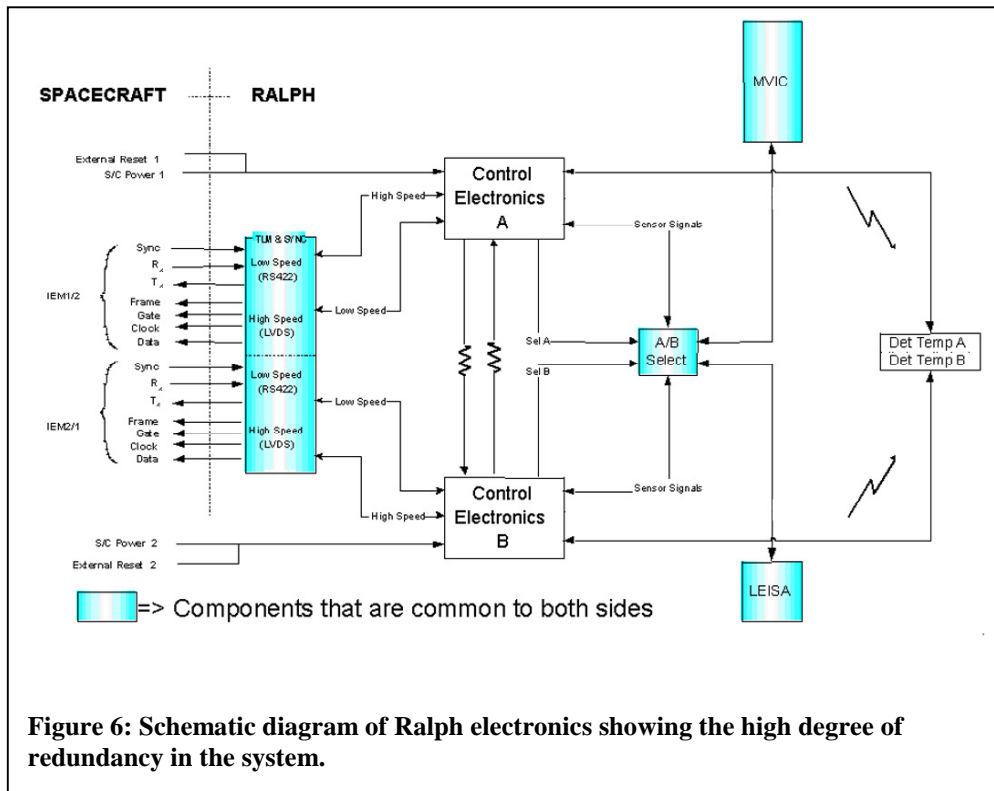 SPACECRAFT
RALPH
External Reset 1
S/C Power 1
IEM1/2
Sync
Rx
Tx
Frame
Gate
Clock
Data
IEM2/1
Sync
Rx
Tx
Frame
Gate
Clock
Data
S/C Power 2
External Reset 2
TLM & SYNC
Low Speed
(RS422)
High Speed
(LVDS)
Low Speed
(RS422)
High Speed
(LVDS)
High Speed
Low Speed
Low Speed
High Speed
Control
Electronics
A
Control
Electronics
B
Sel A
Sel B
Sensor Signals
A/B
Select
Sensor Signals
MVIC
Det Temp A
Det Temp B
LEISA
=> Components that are common to both sides
Figure 6: Schematic diagram of Ralph electronics showing the high degree of
redundancy in the system.